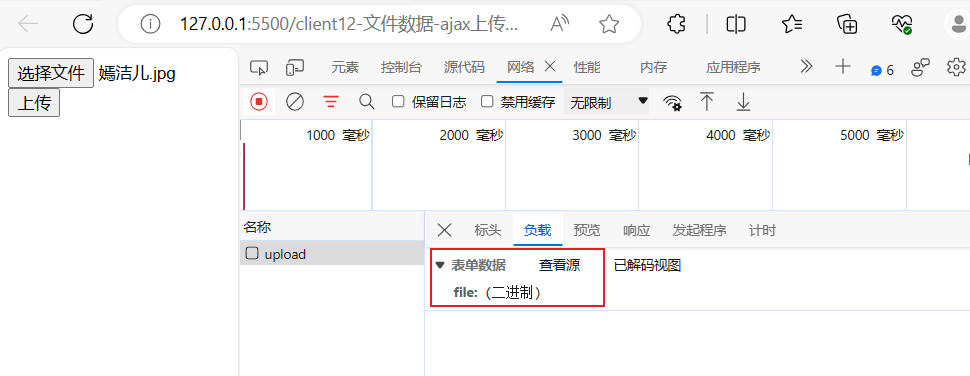 127.0.0.1:5500/client12-文件数据-ajax上传...
选择文件 嫣洁儿.jpg
上传
元素 控制台 源代码 网络 性能 内存 应用程序 6
保留日志 禁用缓存 无限制
1000 毫秒 2000 毫秒 3000 毫秒 4000 毫秒 5000 毫秒
名称
标头 负载 预览 响应 发起程序 计时
upload
表单数据 查看源 已解码视图
file: (二进制)